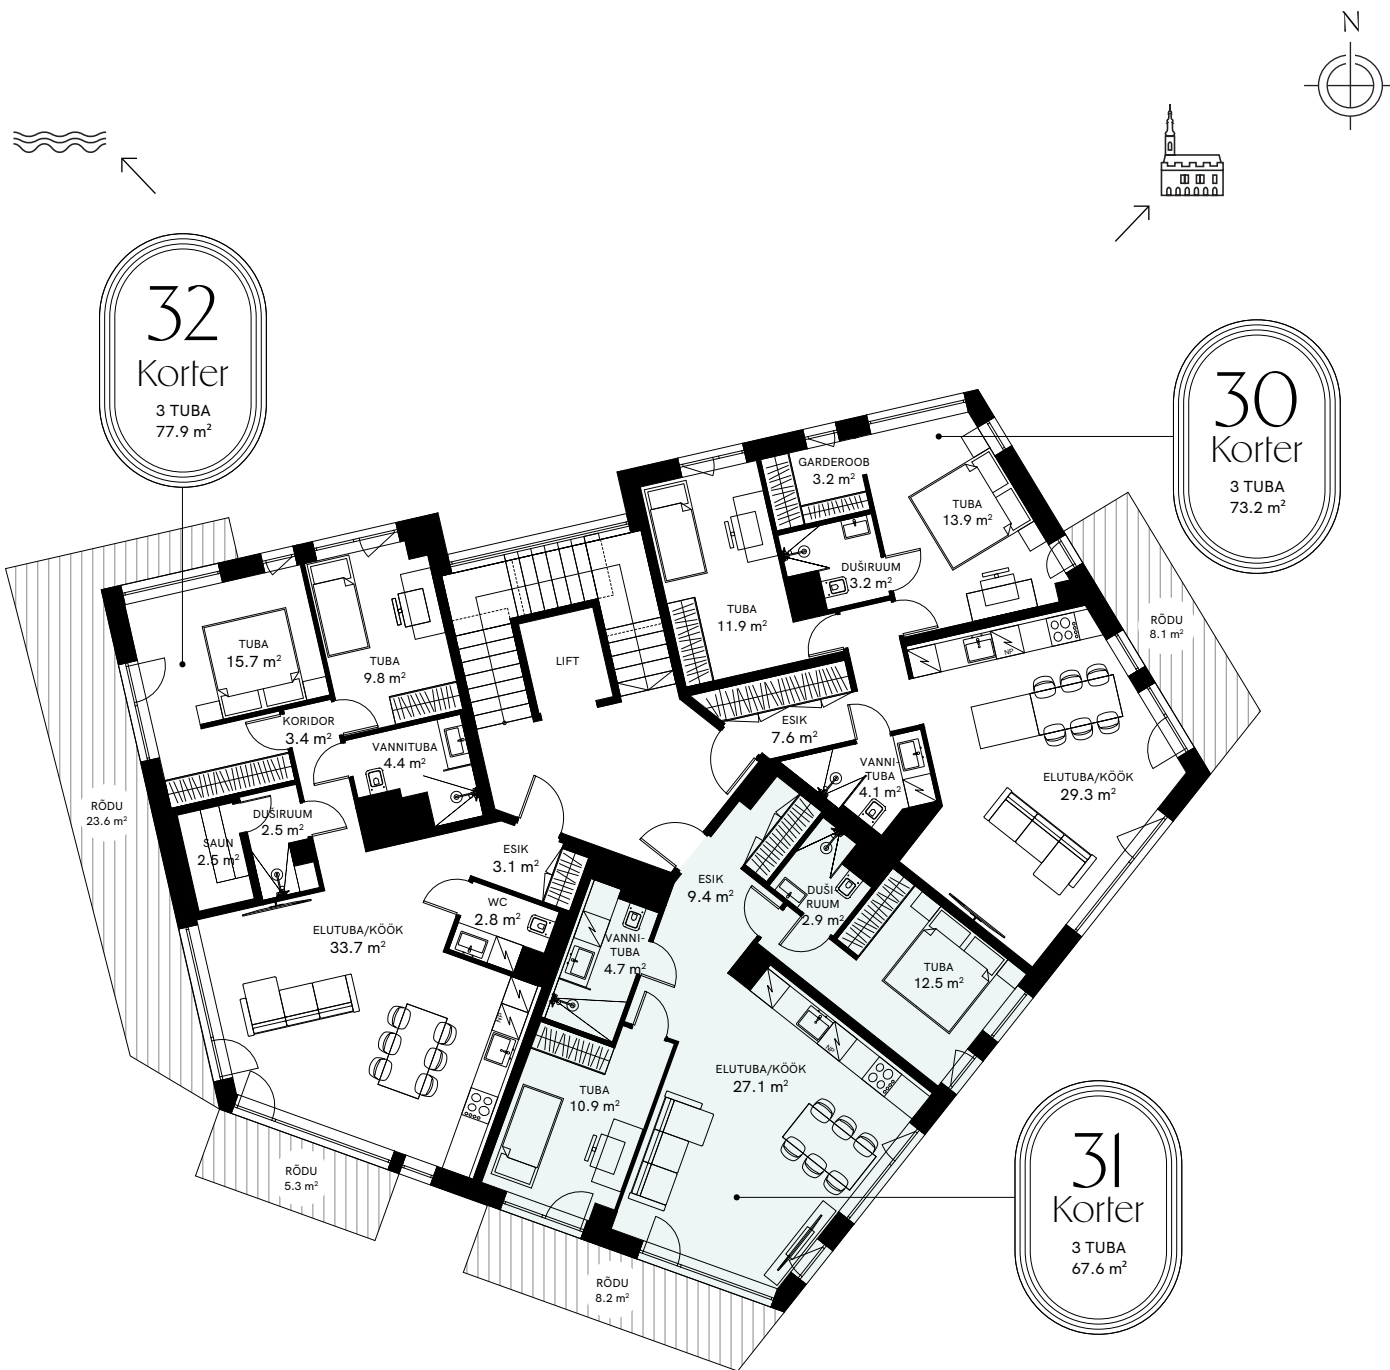 N
32
Korter
3 TUBA
77.9 m²
30
Korter
3 TUBA
73.2 m²
GARDEROOB
3.2 m²
TUBA
13.9 m²
DUŠIRUUM
3.2 m²
TUBA
11.9 m²
RÕDU
8.1 m²
LIFT
TUBA
15.7 m²
TUBA
9.8 m²
NP
KORIDOR
3.4 m²
ESIK
7.6 m²
VANNITUBA
4.4 m²
VANNI-
TUBA
4.1 m²
ELUTUBA/KÖÖK
29.3 m²
RÕDU
23.6 m²
DUŠIRUUM
2.5 m²
SAUN
2.5 m²
ESIK
3.1 m²
ESIK
9.4 m²
DUŠI
RUUM
2.9 m²
WC
2.8 m²
ELUTUBA/KÖÖK
33.7 m²
VANNI-
TUBA
4.7 m²
TUBA
12.5 m²
NP
NP
ELUTUBA/KÖÖK
27.1 m²
TUBA
10.9 m²
RÕDU
5.3 m²
31
Korter
3 TUBA
67.6 m²
RÕDU
8.2 m²